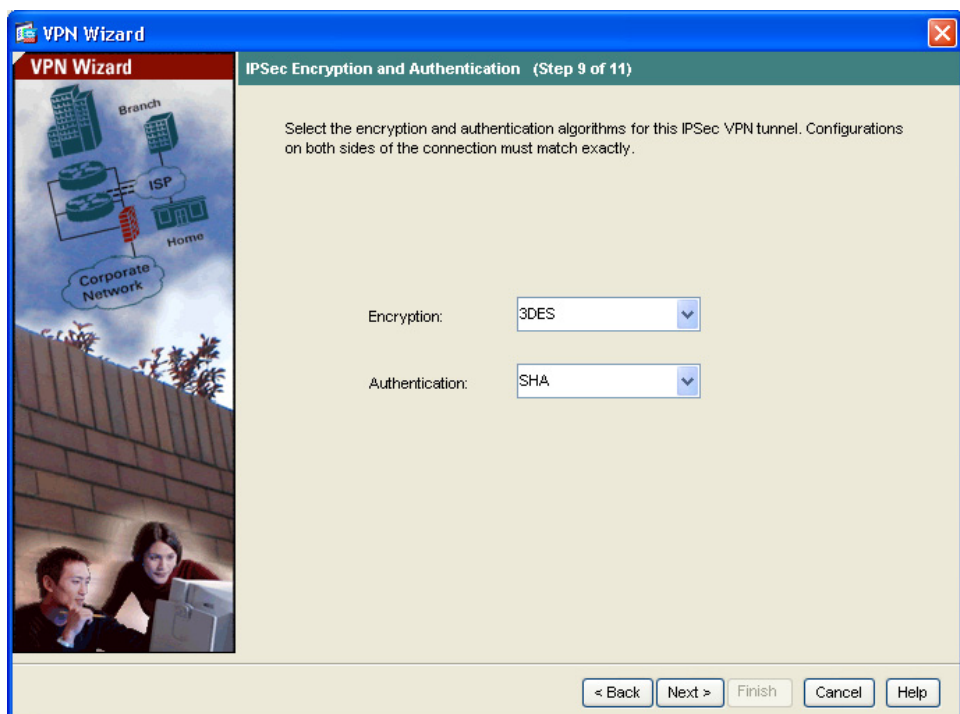 VPN Wizard
VPN Wizard
IPSec Encryption and Authentication (Step 9 of 11)
Branch
ISP
Home
Corporate
Network
Select the encryption and authentication algorithms for this IPSec VPN tunnel. Configurations
on both sides of the connection must match exactly.
Encryption:
3DES
Authentication:
SHA
< Back
Next >
Finish
Cancel
Help